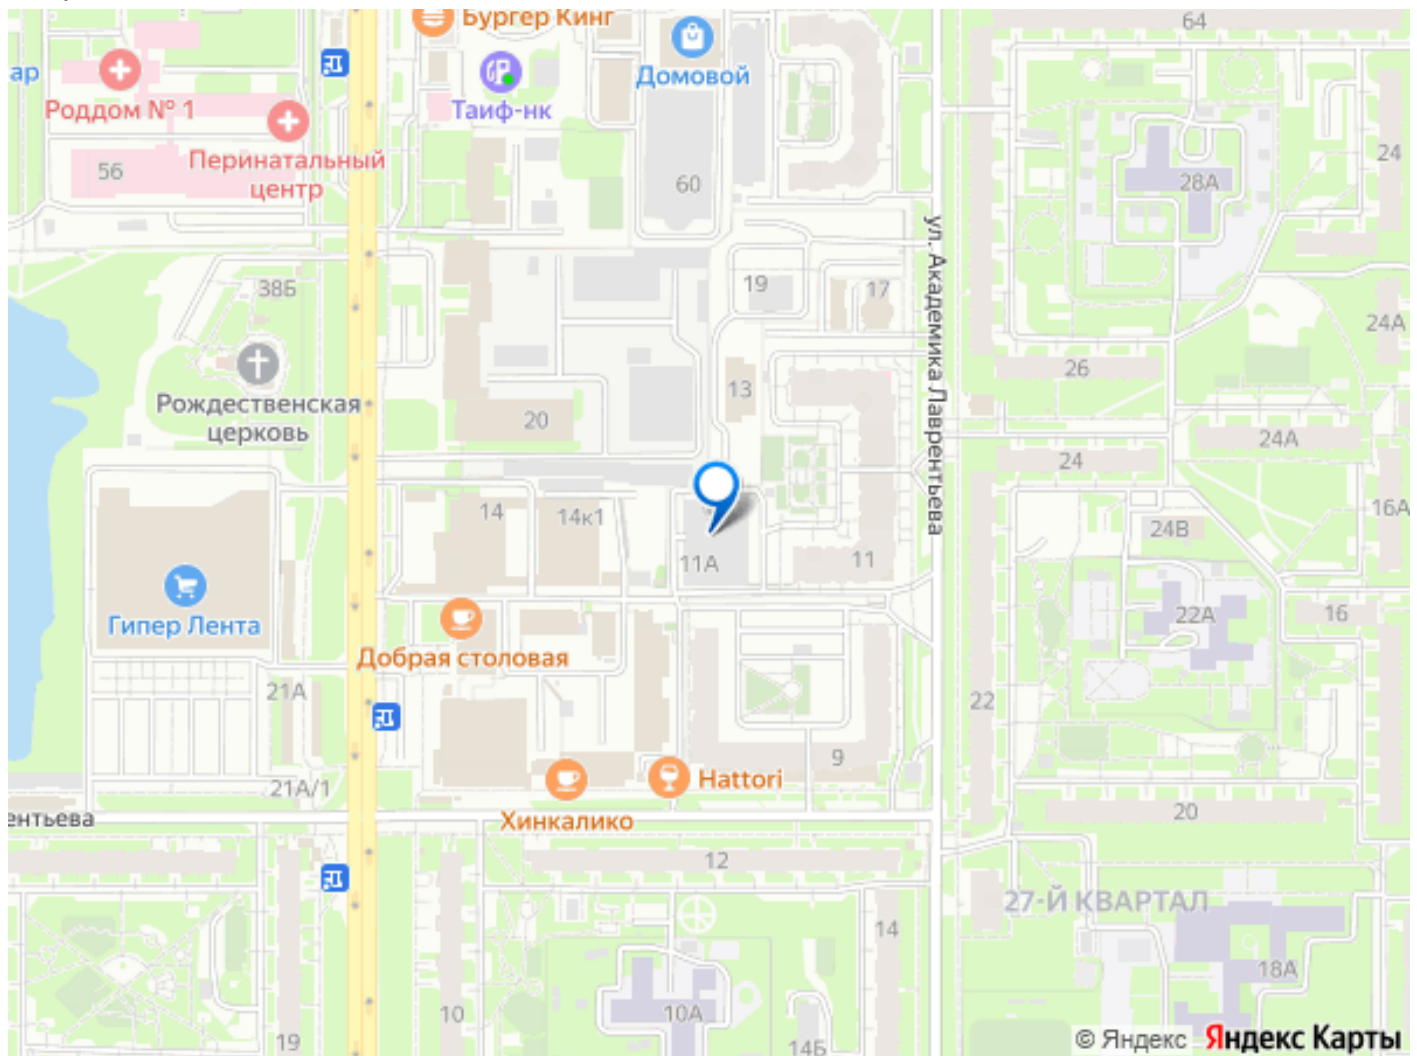 Бургер Кинг
64
ар
Домовой
Роддом № 1
Таиф-нк
Перинатальный
центр
24
56
60
28А
ул. Академика Лаврентьева
38Б
19
17
24А
26
13
Рождественская
церковь
20
24А
24
14
14к1
16А
24В
11А
11
Гипер Лента
22А
16
Добрая столовая
21А
22
9
Hattori
21А/1
ентьева
Хинкалико
20
12
27-Й КВАРТАЛ
14
18А
10
10А
19
14Б
© Яндекс Яндекс Карты